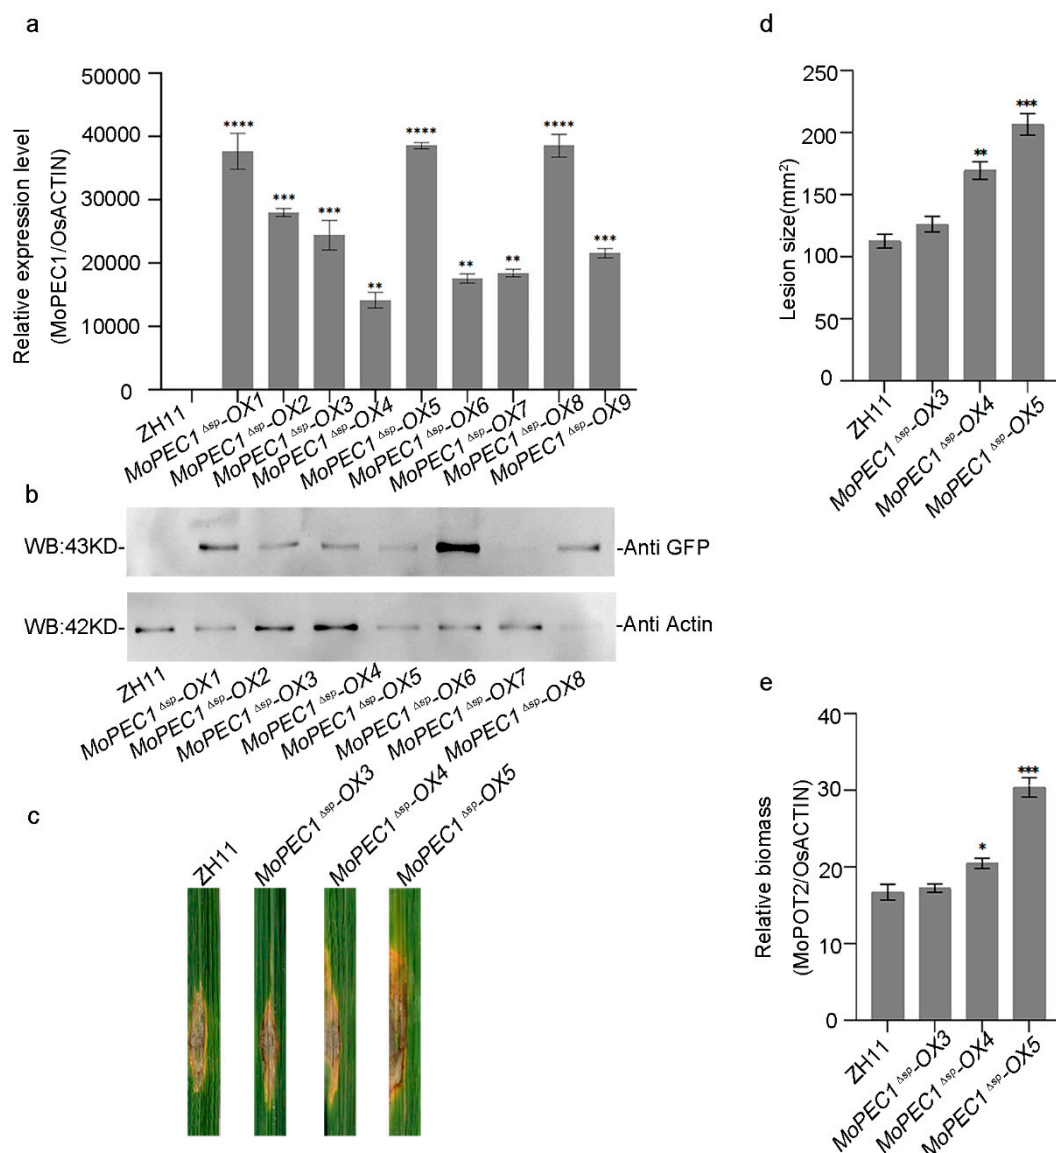 a
Relative expression level
(MoPEC1/OsACTIN)
50000
40000
30000
20000
10000
0
****
***
***
**
****
**
**
****
***
ZH11
MoPEC1 Δsp-OX1
MoPEC1 Δsp-OX2
MoPEC1 Δsp-OX3
MoPEC1 Δsp-OX4
MoPEC1 Δsp-OX5
MoPEC1 Δsp-OX6
MoPEC1 Δsp-OX7
MoPEC1 Δsp-OX8
MoPEC1 Δsp-OX9
b
WB:43KD-
-Anti GFP
WB:42KD-
-Anti Actin
ZH11
MoPEC1 Δsp-OX1
MoPEC1 Δsp-OX2
MoPEC1 Δsp-OX3
MoPEC1 Δsp-OX4
MoPEC1 Δsp-OX5
MoPEC1 Δsp-OX6
MoPEC1 Δsp-OX7
MoPEC1 Δsp-OX8
c
ZH11
MoPEC1 Δsp-OX3
MoPEC1 Δsp-OX4
MoPEC1 Δsp-OX5
d
Lesion size(mm²)
250
200
150
100
50
0
**
***
ZH11
MoPEC1 Δsp-OX3
MoPEC1 Δsp-OX4
MoPEC1 Δsp-OX5
e
Relative biomass
(MoPOT2/OsACTIN)
40
30
20
10
0
*
***
ZH11
MoPEC1 Δsp-OX3
MoPEC1 Δsp-OX4
MoPEC1 Δsp-OX5